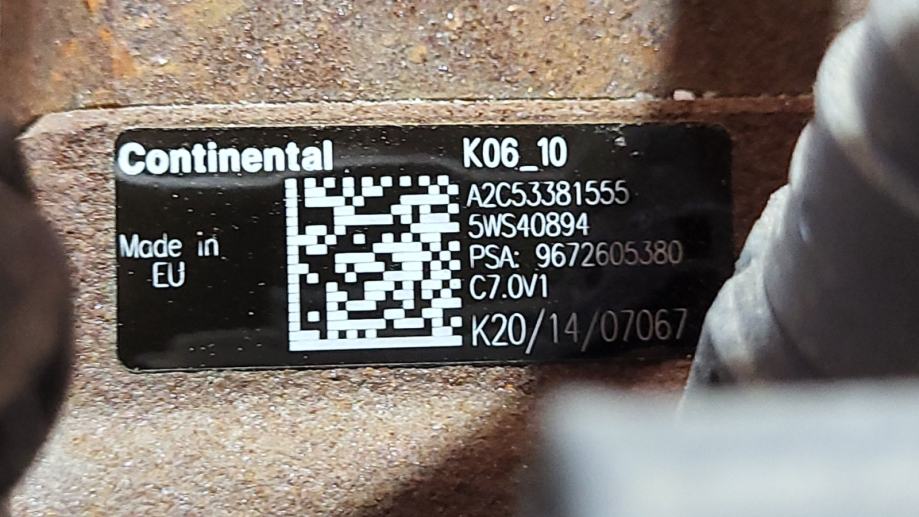 Continental
K06_10
A2C53381555
5WS40894
Made in
EU
PSA: 9672605380
C7.0V1
K20/14/07067